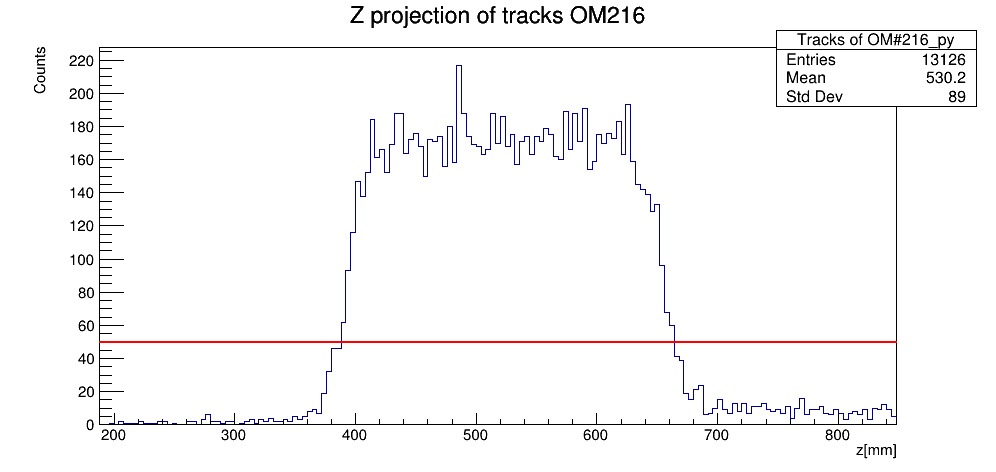 Z projection of tracks OM216
Counts
Tracks of OM#216_py
Entries 13126
Mean 530.2
Std Dev 89
220
200
180
160
140
120
100
80
60
40
20
0
200 300 400 500 600 700 800
z[mm]